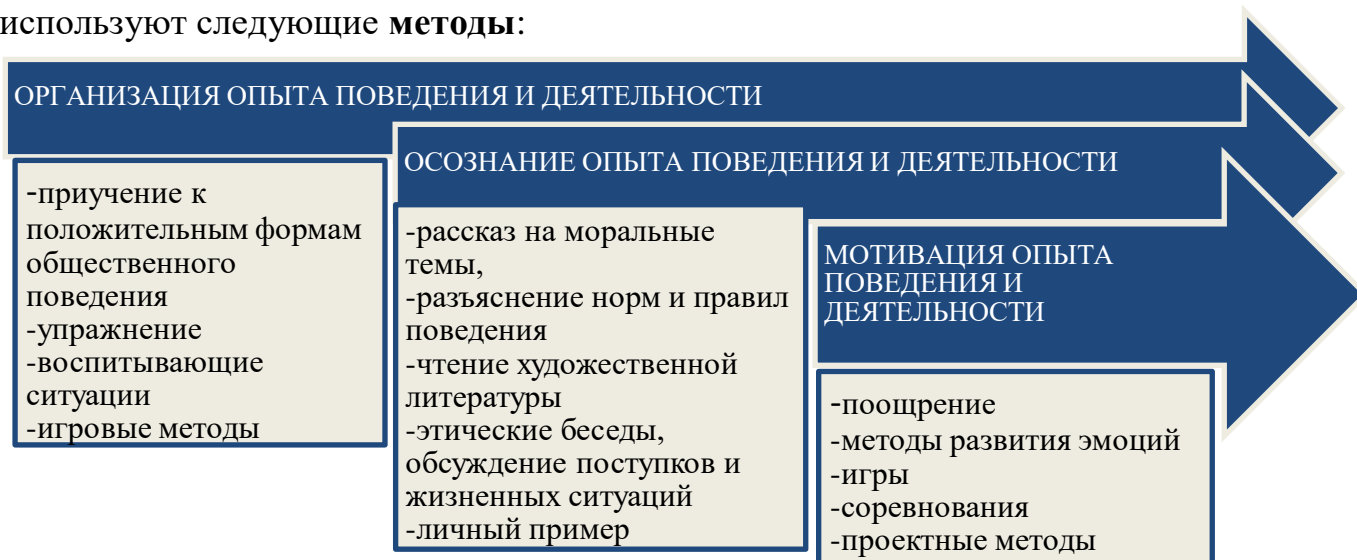 используют следующие методы:
ОРГАНИЗАЦИЯ ОПЫТА ПОВЕДЕНИЯ И ДЕЯТЕЛЬНОСТИ
-приучение к
положительным формам
общественного
поведения
-упражнение
-воспитывающие
ситуации
-игровые методы
ОСОЗНАНИЕ ОПЫТА ПОВЕДЕНИЯ И ДЕЯТЕЛЬНОСТИ
-рассказ на моральные
темы,
-разъяснение норм и правил
поведения
-чтение художественной
литературы
-этические беседы,
обсуждение поступков и
жизненных ситуаций
-личный пример
МОТИВАЦИЯ ОПЫТА
ПОВЕДЕНИЯ И
ДЕЯТЕЛЬНОСТИ
-поощрение
-методы развития эмоций
-игры
-соревнования
-проектные методы